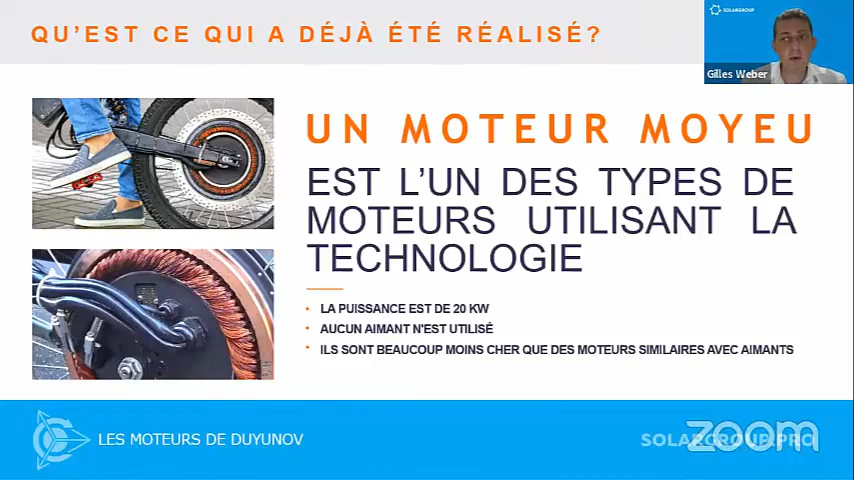 QU'EST CE QUI A DÉJÀ ÉTÉ RÉALISÉ?
SOLARGROUP
Gilles Weber
UN MOTEUR MOYEU
EST L'UN DES TYPES DE
MOTEURS UTILISANT LA
TECHNOLOGIE
• LA PUISSANCE EST DE 20 KW
• AUCUN AIMANT N'EST UTILISÉ
• ILS SONT BEAUCOUP MOINS CHER QUE DES MOTEURS SIMILAIRES AVEC AIMANTS
LES MOTEURS DE DUYUNOV
SOLARGROUP.PRO
zoom